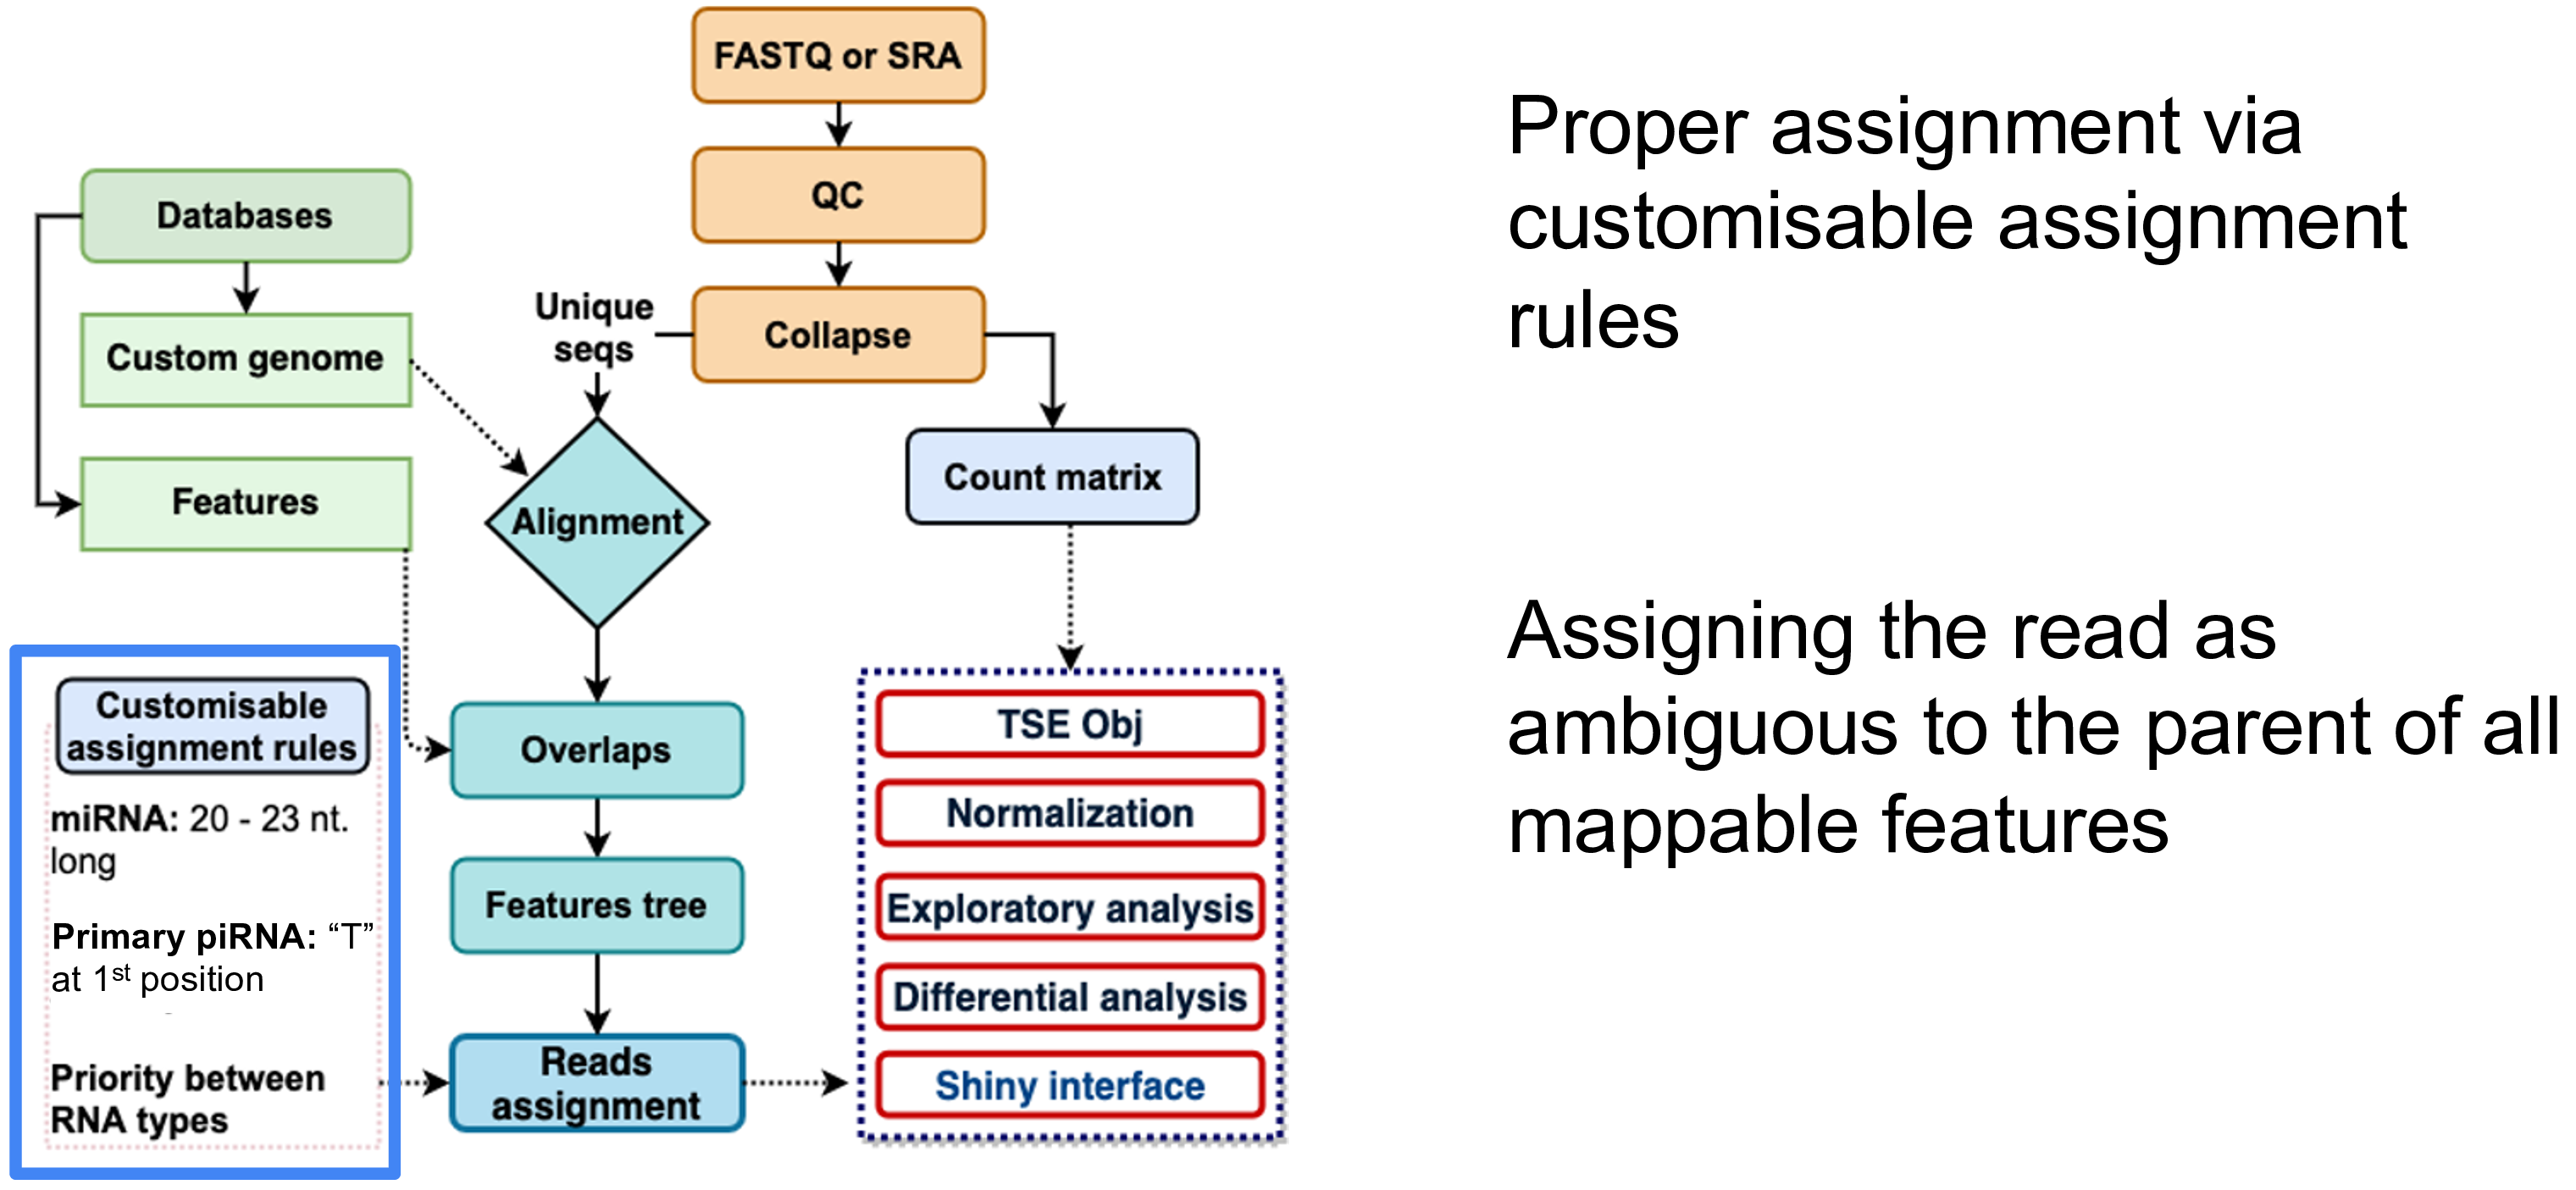 FASTQ or SRA
QC
Collapse
Unique
seqs
Databases
Custom genome
Features
Alignment
Count matrix
Overlaps
Features tree
Reads
assignment
Customisable
assignment rules
miRNA: 20 - 23 nt.
long
Primary piRNA: “T”
at 1st position
Priority between
RNA types
TSE Obj
Normalization
Exploratory analysis
Differential analysis
Shiny interface
Proper assignment via
customisable assignment
rules
Assigning the read as
ambiguous to the parent of all
mappable features